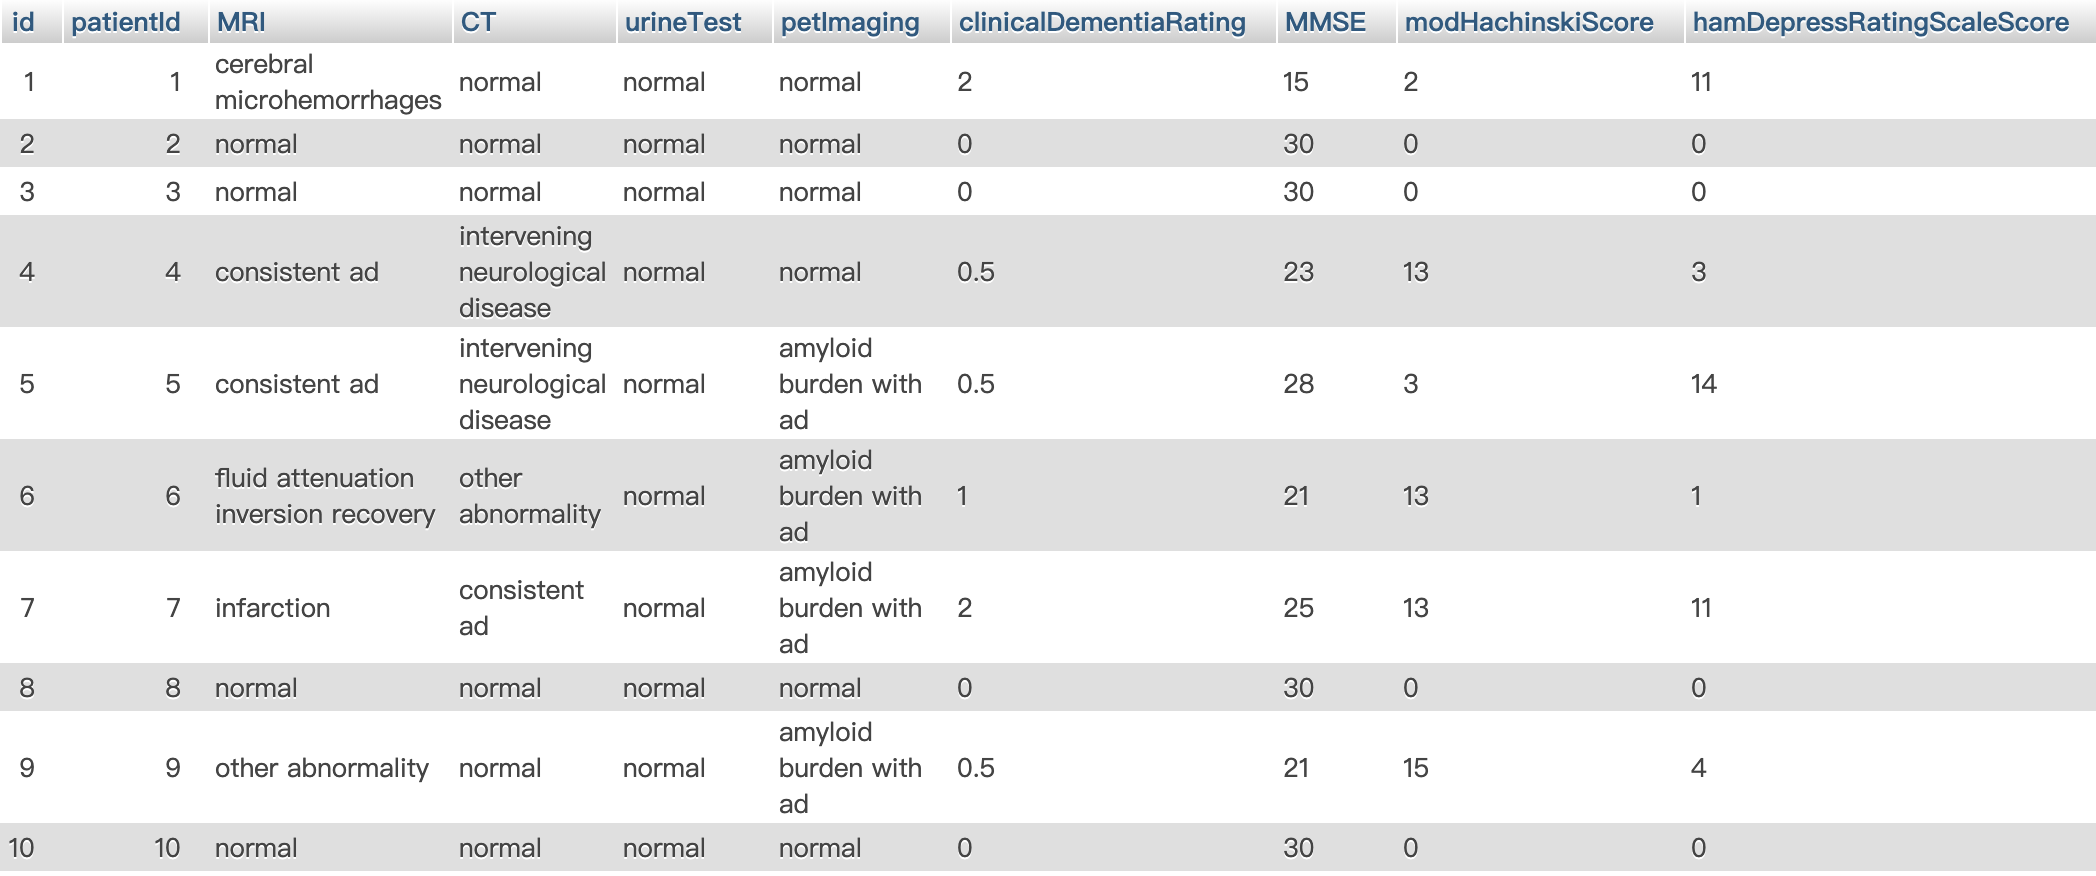 id patientId MRI CT urineTest petImaging clinicalDementiaRating MMSE modHachinskiScore hamDepressRatingScaleScore
1 1 cerebral microhemorrhages normal normal normal 2 15 2 11
2 2 normal normal normal normal 0 30 0 0
3 3 normal normal normal normal 0 30 0 0
4 4 consistent ad intervening neurological disease normal normal 0.5 23 13 3
5 5 consistent ad intervening neurological disease normal amyloid burden with ad 0.5 28 3 14
6 6 fluid attenuation inversion recovery other abnormality normal amyloid burden with ad 1 21 13 1
7 7 infarction consistent ad normal amyloid burden with ad 2 25 13 11
8 8 normal normal normal normal 0 30 0 0
9 9 other abnormality normal normal amyloid burden with ad 0.5 21 15 4
10 10 normal normal normal normal 0 30 0 0